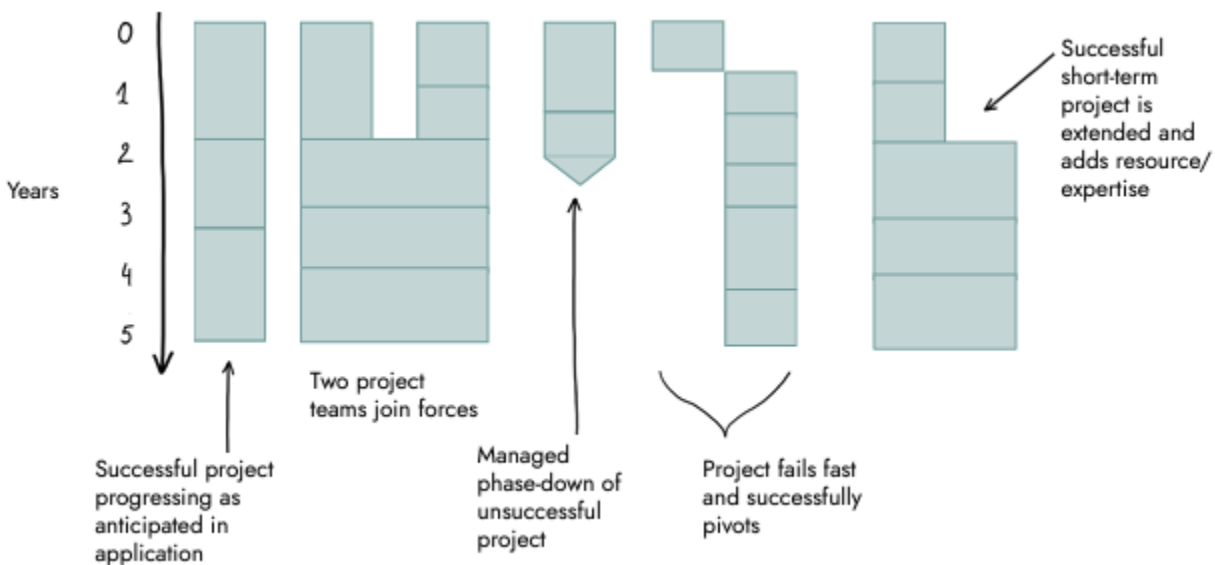 Years
0
1
2
3
4
5
Successful
short-term
project is
extended and
adds resource/
expertise
Two project
teams join forces
Successful project
progressing as
anticipated in
application
Managed
phase-down of
unsuccessful
project
Project fails fast
and successfully
pivots